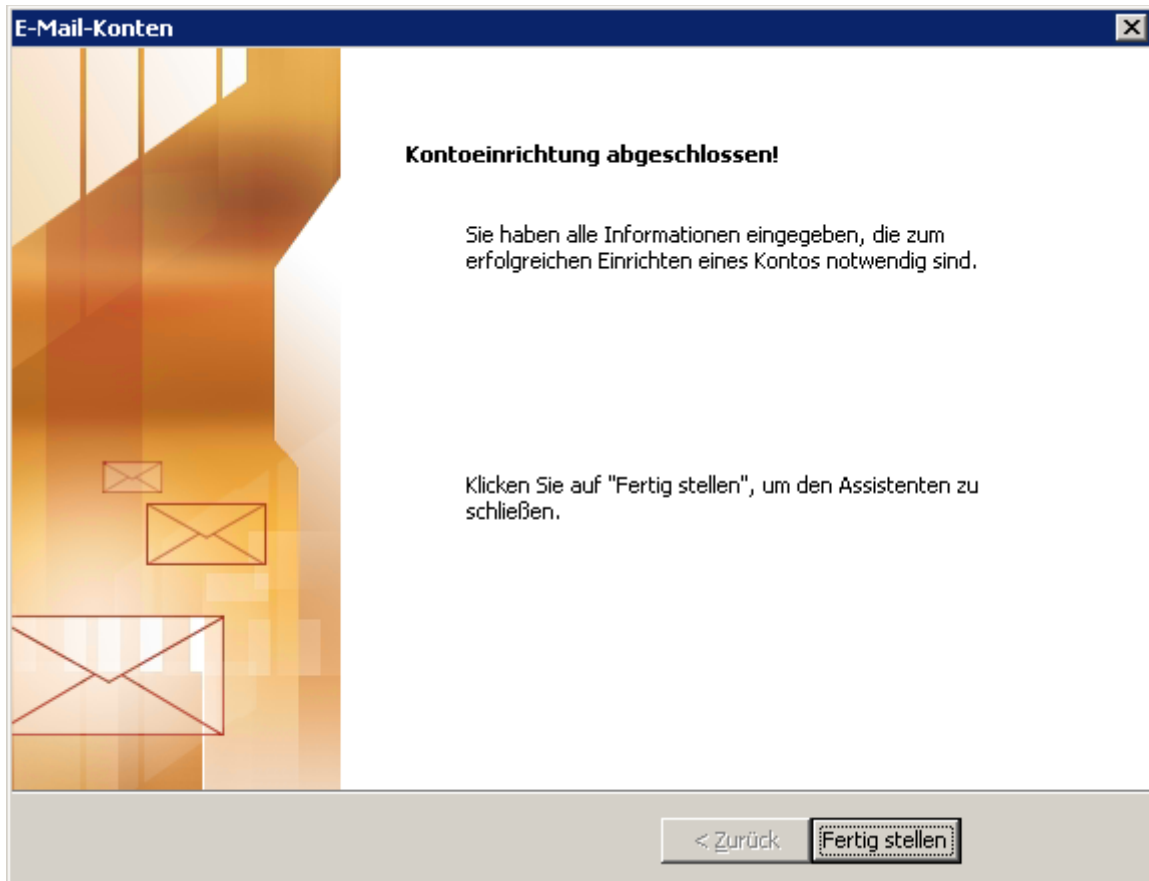 E-Mail-Konten
Kontoeinrichtung abgeschlossen!
Sie haben alle Informationen eingegeben, die zum
erfolgreichen Einrichten eines Kontos notwendig sind.
Klicken Sie auf "Fertig stellen", um den Assistenten zu
schließen.
< Zurück
Fertig stellen